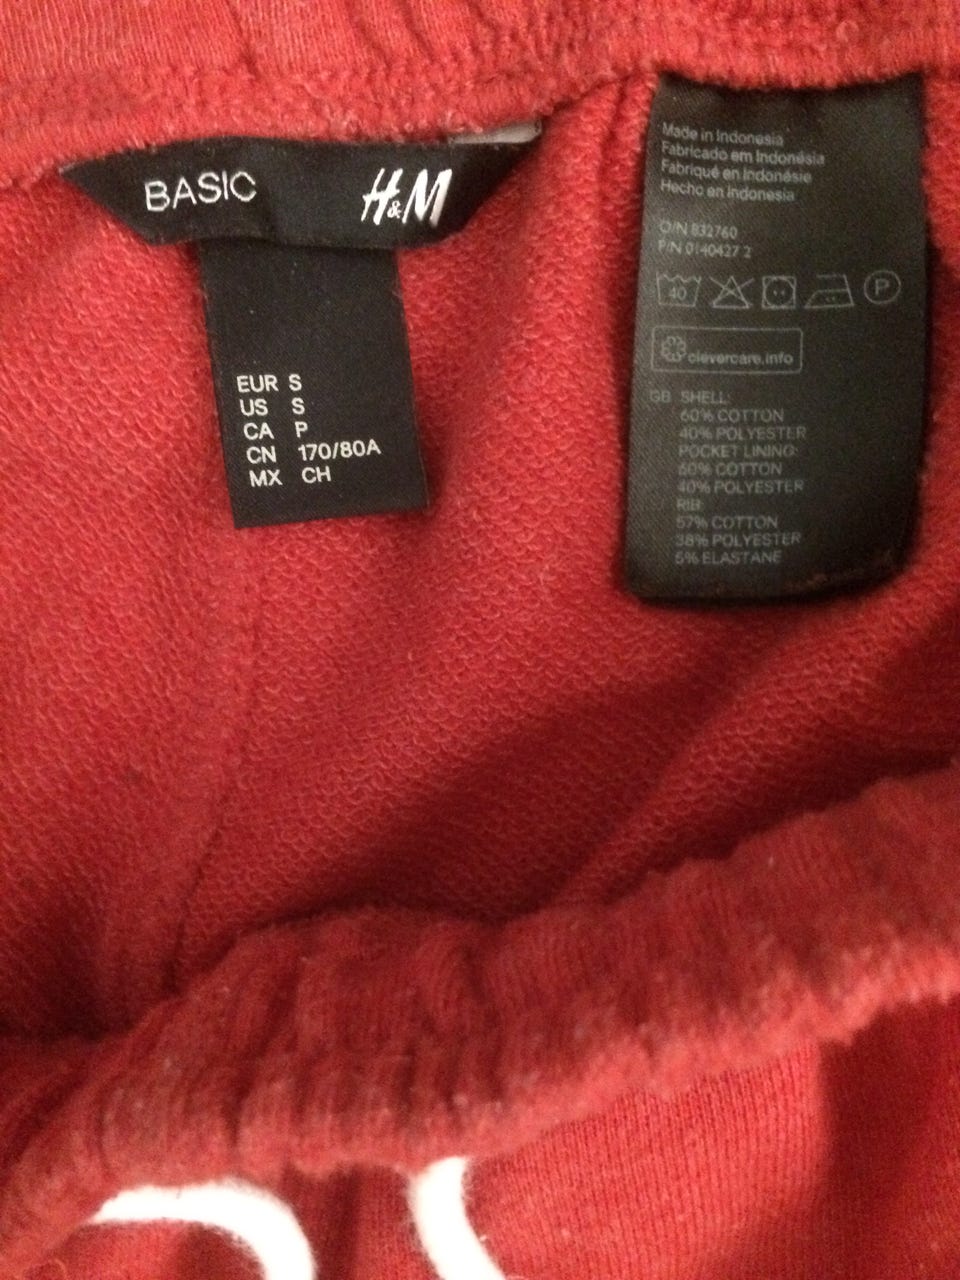 BASIC H&M
EUR S
US S
CA P
CN 170/80A
MX CH
Made in Indonesia
Fabricado em Indonésia
Fabriqué en Indonésie
Hecho en Indonesia
O/N 832760
P/N 0140427 2
40
P
clevercare.info
GB SHELL:
60% COTTON
40% POLYESTER
POCKET LINING:
60% COTTON
40% POLYESTER
RIB:
57% COTTON
38% POLYESTER
5% ELASTANE